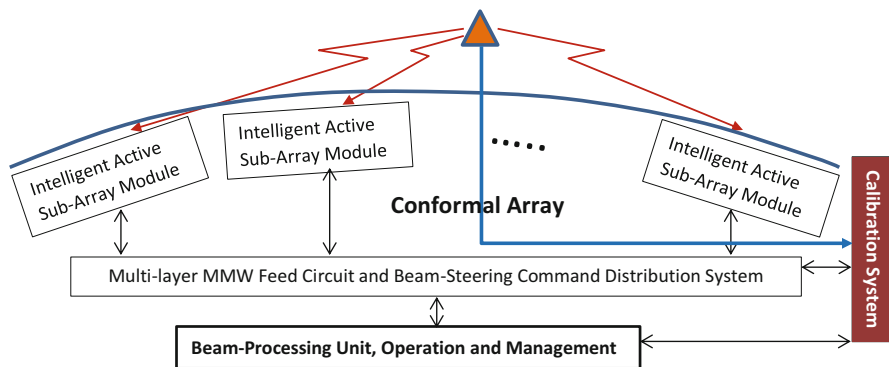 Intelligent Active
Sub-Array Module
Intelligent Active
Sub-Array Module
Intelligent Active
Sub-Array Module
Conformal Array
Calibration
System
Multi-layer MMW Feed Circuit and Beam-Steering Command Distribution System
Beam-Processing Unit, Operation and Management